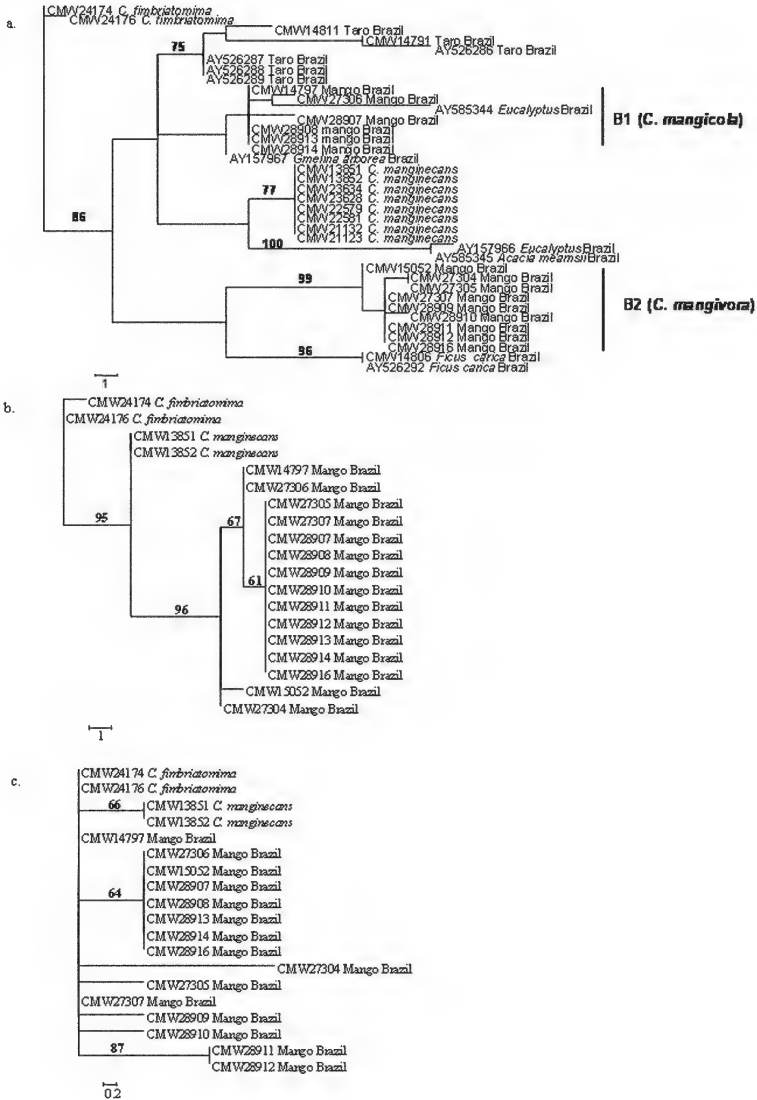 a.
CMW24174 C. fimbriatomima
CMW24176 C. fimbriatomima
CMW14811 Taro Brazil
75
CMW14791 Taro Brazil
AY526286 Taro Brazil
AY526287 Taro Brazil
AY526288 Taro Brazil
AY526289 Taro Brazil
CMW14797 Mango Brazil
CMW27306 Mango Brazil
AY585344 Eucalyptus Brazil
B1 (C. mangicola)
CMW28907 Mango Brazil
CMW28908 mango Brazil
CMW28913 mango Brazil
CMW28914 Mango Brazil
AY157967 Gmelina arborea Brazil
CMW13851 C. manginecans
CMW13852 C. manginecans
77
CMW23634 C. manginecans
CMW23628 C. manginecans
86
CMW22579 C. manginecans
CMW22581 C. manginecans
CMW21132 C. manginecans
CMW21123 C. manginecans
100
AY157966 Eucalyptus Brazil
AY585345 Acacia mearnsii Brazil
CMW15052 Mango Brazil
99
CMW27304 Mango Brazil
CMW27305 Mango Brazil
CMW27307 Mango Brazil
CMW28909 Mango Brazil
B2 (C. mangivora)
CMW28910 Mango Brazil
CMW28911 Mango Brazil
CMW28912 Mango Brazil
CMW28916 Mango Brazil
96
CMW14806 Ficus carica Brazil
AY526292 Ficus carica Brazil
1
b.
CMW24174 C. fimbriatomima
CMW24176 C. fimbriatomima
CMW13851 C. manginecans
CMW13852 C. manginecans
CMW14797 Mango Brazil
CMW27306 Mango Brazil
CMW27305 Mango Brazil
95
67
CMW27307 Mango Brazil
CMW28907 Mango Brazil
CMW28908 Mango Brazil
CMW28909 Mango Brazil
61
CMW28910 Mango Brazil
96
CMW28911 Mango Brazil
CMW28912 Mango Brazil
CMW28913 Mango Brazil
CMW28914 Mango Brazil
CMW28916 Mango Brazil
CMW15052 Mango Brazil
CMW27304 Mango Brazil
1
c.
CMW24174 C. fimbriatomima
CMW24176 C. fimbriatomima
66
CMW13851 C. manginecans
CMW13852 C. manginecans
CMW14797 Mango Brazil
CMW27306 Mango Brazil
CMW15052 Mango Brazil
64
CMW28907 Mango Brazil
CMW28908 Mango Brazil
CMW28913 Mango Brazil
CMW28914 Mango Brazil
CMW28916 Mango Brazil
CMW27304 Mango Brazil
CMW27305 Mango Brazil
CMW27307 Mango Brazil
CMW28909 Mango Brazil
CMW28910 Mango Brazil
87
CMW28911 Mango Brazil
CMW28912 Mango Brazil
0.2